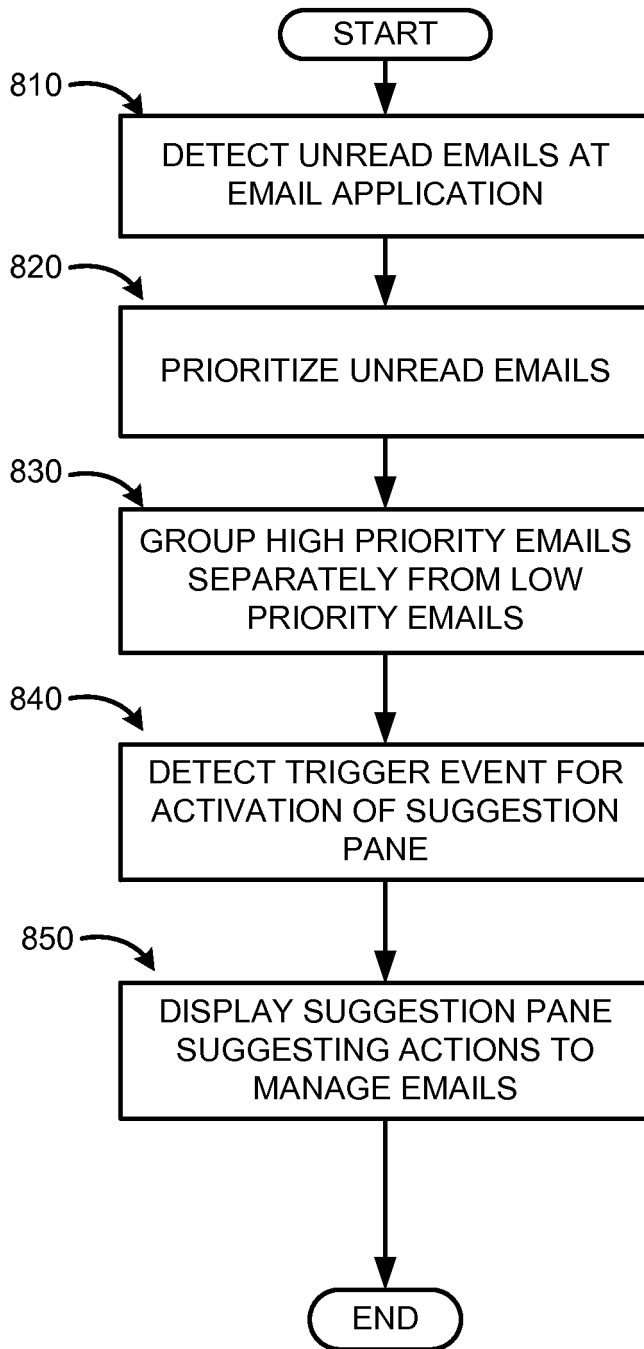 START
810
DETECT UNREAD EMAILS AT
EMAIL APPLICATION
820
PRIORITIZE UNREAD EMAILS
830
GROUP HIGH PRIORITY EMAILS
SEPARATELY FROM LOW
PRIORITY EMAILS
840
DETECT TRIGGER EVENT FOR
ACTIVATION OF SUGGESTION
PANE
850
DISPLAY SUGGESTION PANE
SUGGESTING ACTIONS TO
MANAGE EMAILS
END